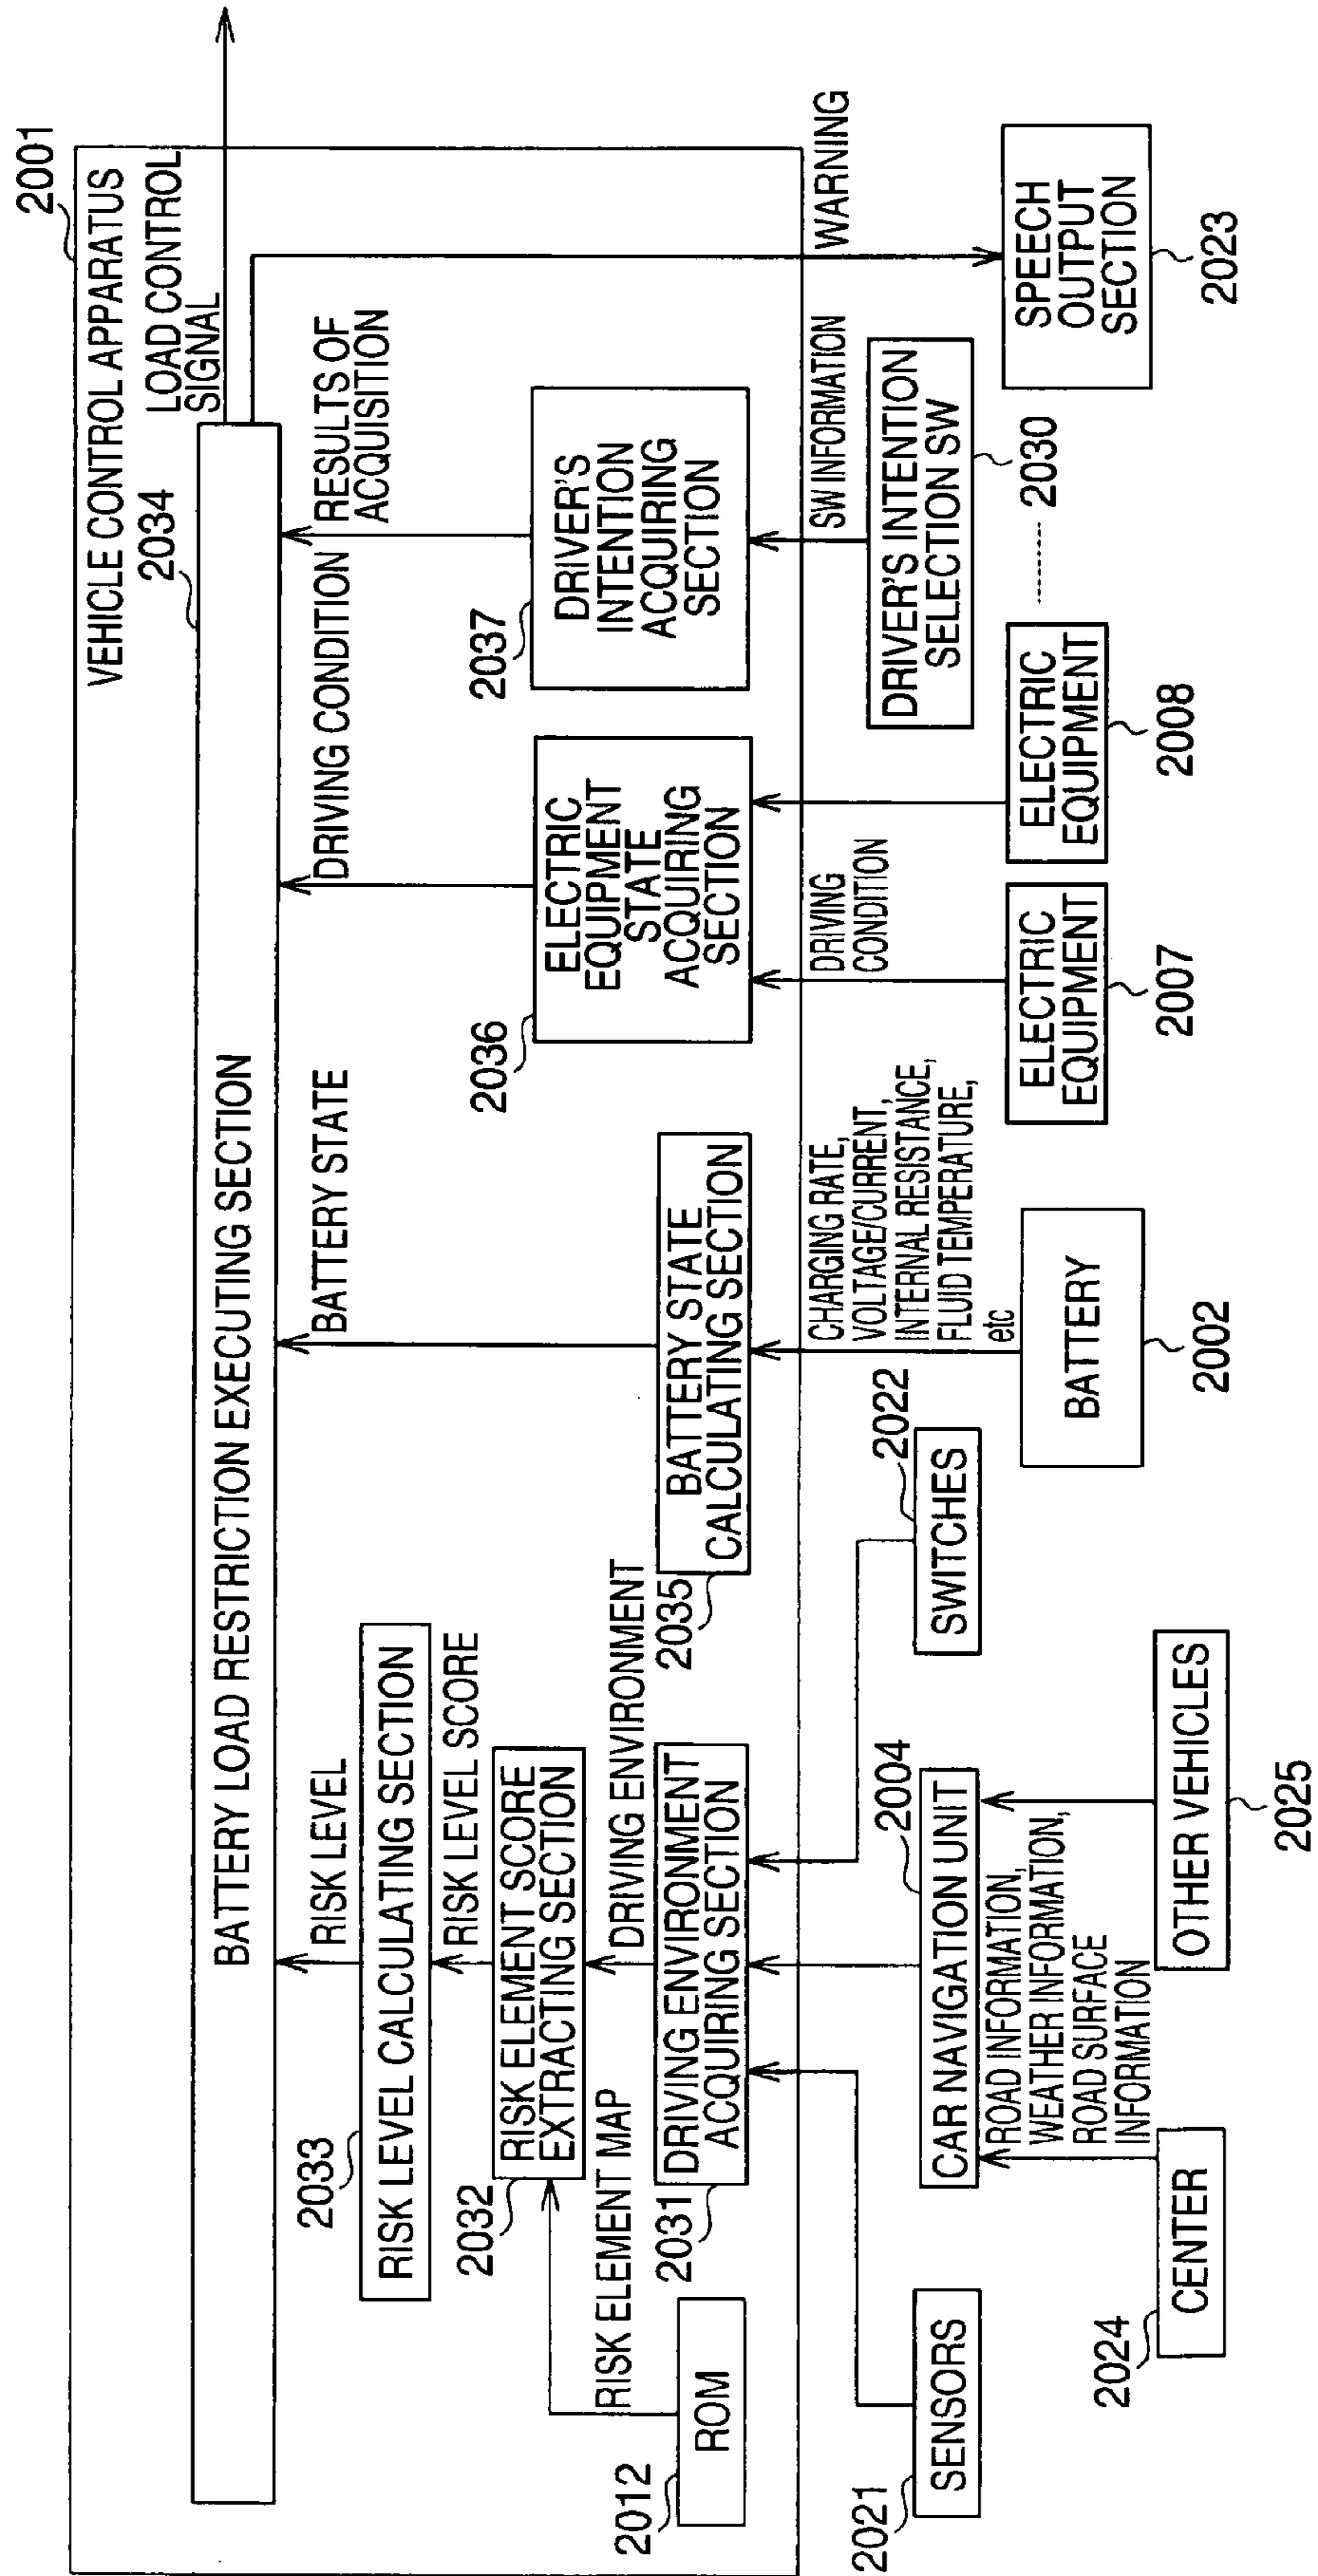 2001
VEHICLE CONTROL APPARATUS
2034
LOAD CONTROL
SIGNAL
BATTERY LOAD RESTRICTION EXECUTING SECTION
RISK LEVEL
BATTERY STATE
DRIVING CONDITION
RESULTS OF
ACQUISITION
2033
RISK LEVEL CALCULATING SECTION
RISK LEVEL SCORE
2032
RISK ELEMENT SCORE
EXTRACTING SECTION
2036
ELECTRIC
EQUIPMENT
STATE
ACQUIRING
SECTION
2037
DRIVER'S
INTENTION
ACQUIRING
SECTION
RISK ELEMENT MAP
DRIVING ENVIRONMENT
2012
ROM
2031
DRIVING ENVIRONMENT
ACQUIRING SECTION
2035
BATTERY STATE
CALCULATING SECTION
CHARGING RATE,
VOLTAGE/CURRENT,
INTERNAL RESISTANCE,
FLUID TEMPERATURE,
etc
DRIVING
CONDITION
SW INFORMATION
WARNING
2021
SENSORS
2004
CAR NAVIGATION UNIT
2022
SWITCHES
DRIVER'S INTENTION
SELECTION SW
2030
ROAD INFORMATION,
WEATHER INFORMATION,
ROAD SURFACE
INFORMATION
BATTERY
2002
ELECTRIC
EQUIPMENT
2007
ELECTRIC
EQUIPMENT
2008
SPEECH
OUTPUT
SECTION
2023
2024
CENTER
OTHER VEHICLES
2025